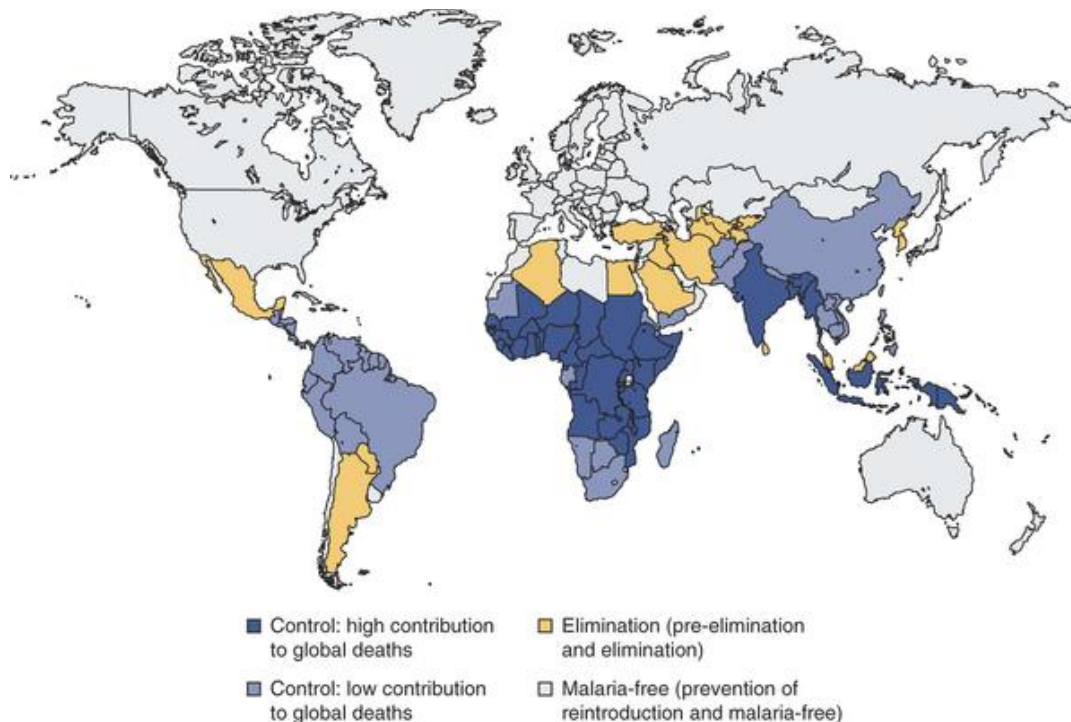 Control: high contribution
to global deaths
Control: low contribution
to global deaths
Elimination (pre-elimination
and elimination)
Malaria-free (prevention of
reintroduction and malaria-free)